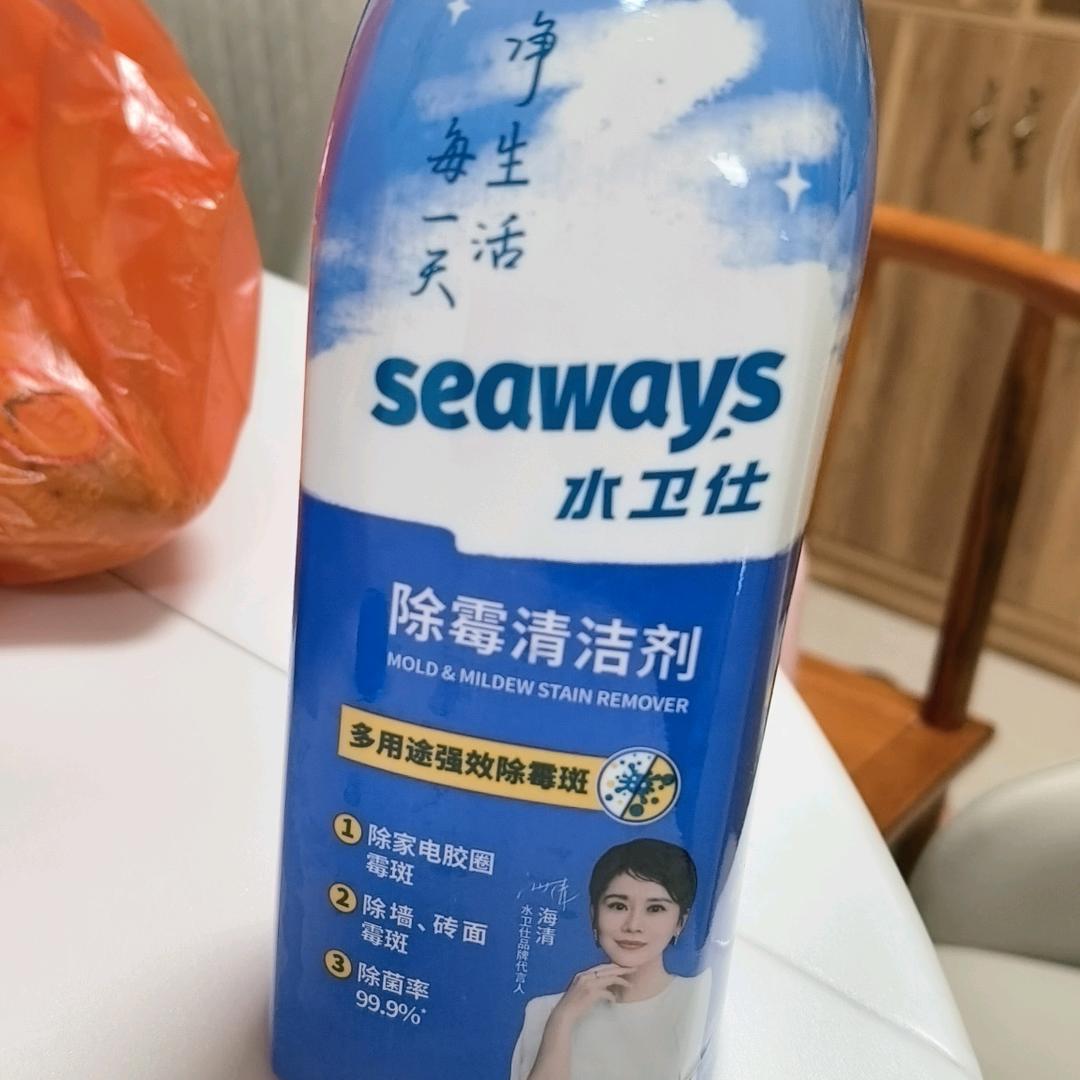 净生活
每一天
seaways
水卫仕
除霉清洁剂
MOLD & MILDEW STAIN REMOVER
多用途强效除霉斑
1 除家电胶圈
霉斑
2 除墙、砖面
霉斑
3 除菌率
99.9%*
海清
水卫仕品牌代言人